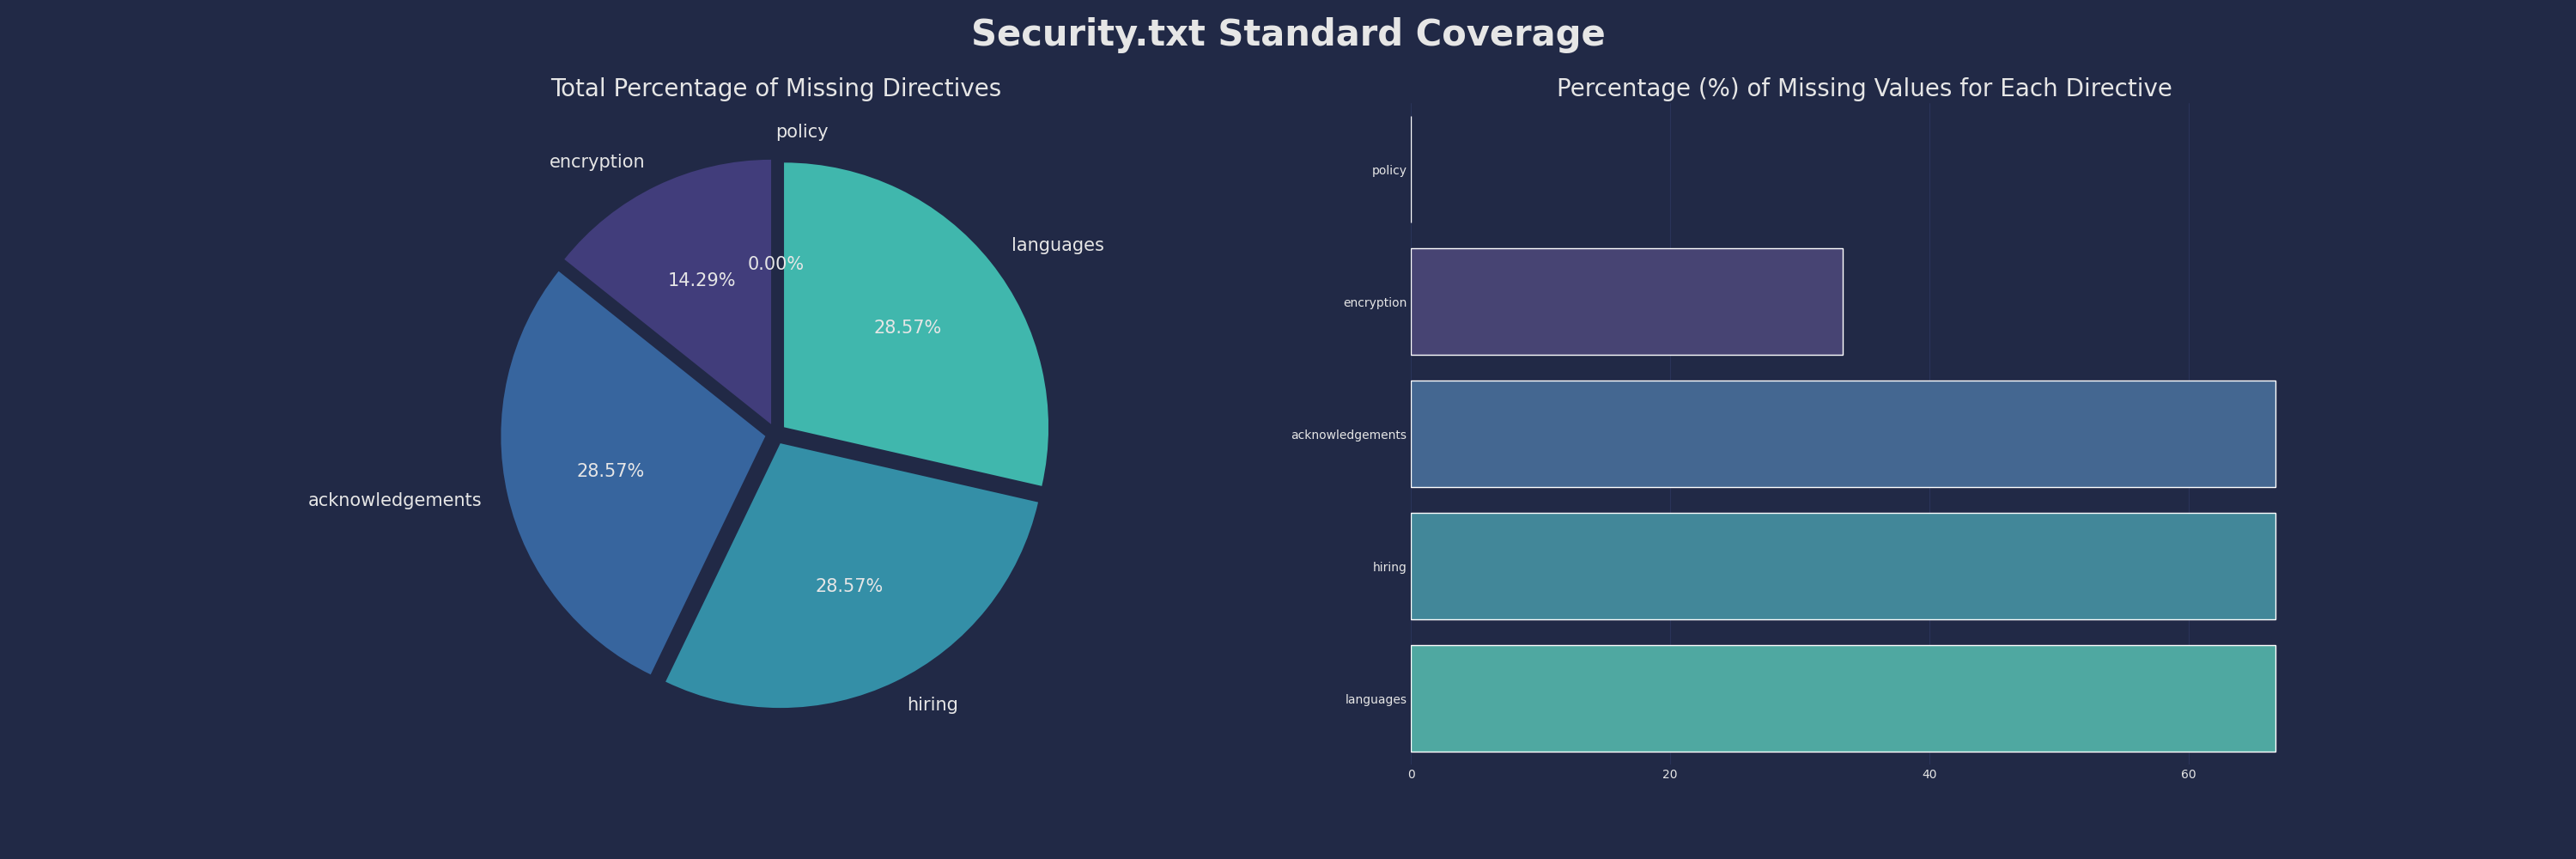 Security.txt Standard Coverage
Total Percentage of Missing Directives
policy
encryption
languages
0.00%
14.29%
28.57%
28.57%
acknowledgements
28.57%
hiring
Percentage (%) of Missing Values for Each Directive
policy
encryption
acknowledgements
hiring
languages
0 20 40 60